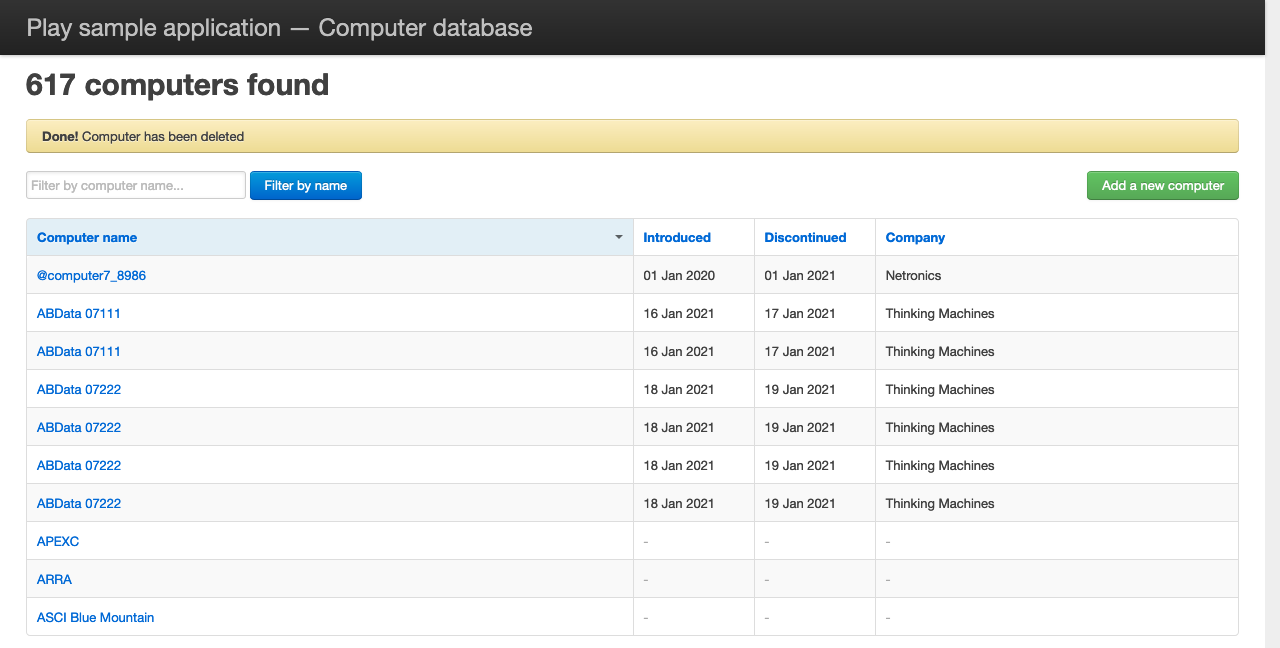 Play sample application — Computer database
617 computers found
Done! Computer has been deleted
Filter by computer name... Filter by name Add a new computer
Computer name Introduced Discontinued Company
@computer7_8986 01 Jan 2020 01 Jan 2021 Netronics
ABData 07111 16 Jan 2021 17 Jan 2021 Thinking Machines
ABData 07111 16 Jan 2021 17 Jan 2021 Thinking Machines
ABData 07222 18 Jan 2021 19 Jan 2021 Thinking Machines
ABData 07222 18 Jan 2021 19 Jan 2021 Thinking Machines
ABData 07222 18 Jan 2021 19 Jan 2021 Thinking Machines
ABData 07222 18 Jan 2021 19 Jan 2021 Thinking Machines
APEXC - - -
ARRA - - -
ASCI Blue Mountain - - -